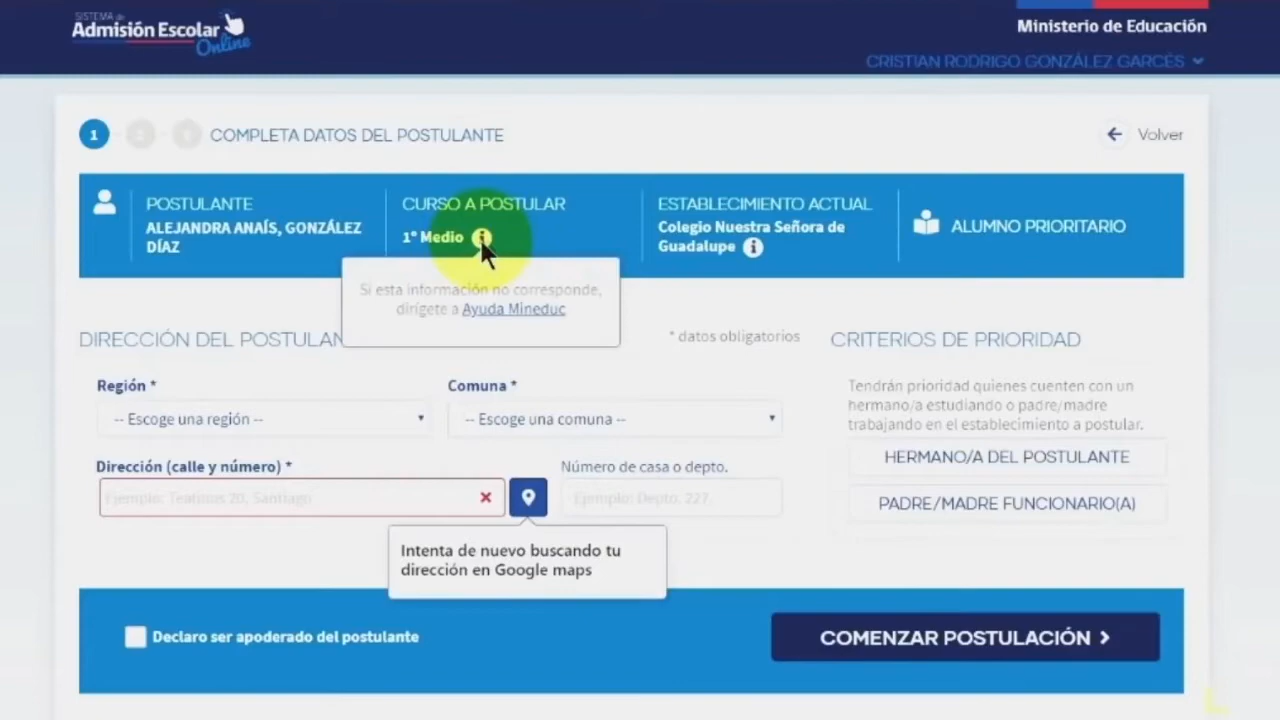 SISTEMA de
Admisión Escolar
Online
Ministerio de Educación
CRISTIAN RODRIGO GONZÁLEZ GARCÉS
1 COMPLETA DATOS DEL POSTULANTE
Volver
POSTULANTE
ALEJANDRA ANAÍS, GONZÁLEZ
DÍAZ
CURSO A POSTULAR
1° Medio
ESTABLECIMIENTO ACTUAL
Colegio Nuestra Señora de
Guadalupe
ALUMNO PRIORITARIO
Si esta información no corresponde,
dirígete a Ayuda Mineduc
DIRECCIÓN DEL POSTULAN
* datos obligatorios
Región *
-- Escoge una región --
Comuna *
-- Escoge una comuna --
Dirección (calle y número) *
Ejemplo: Teatinos 20, Santiago
Número de casa o depto.
Ejemplo: Depto. 227
Intenta de nuevo buscando tu
dirección en Google maps
CRITERIOS DE PRIORIDAD
Tendrán prioridad quienes cuenten con un
hermano/a estudiando o padre/madre
trabajando en el establecimiento a postular.
HERMANO/A DEL POSTULANTE
PADRE/MADRE FUNCIONARIO(A)
Declaro ser apoderado del postulante
COMENZAR POSTULACIÓN